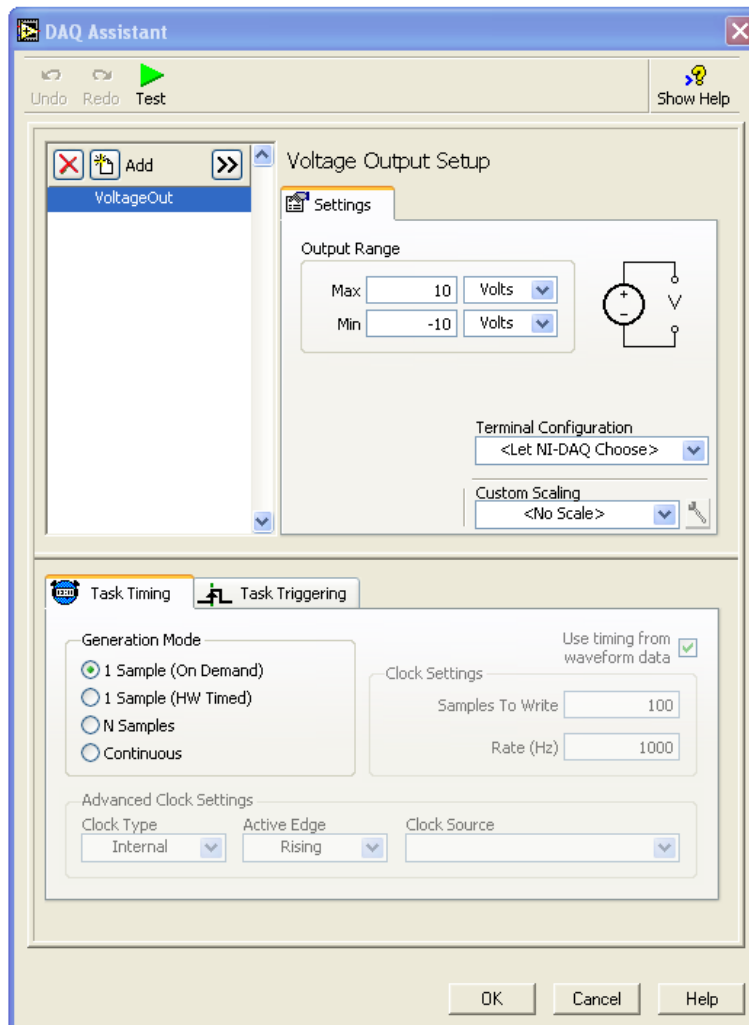 DAQ Assistant
Undo Redo Test Show Help
Add
VoltageOut
Voltage Output Setup
Settings
Output Range
Max 10 Volts
Min -10 Volts
V
Terminal Configuration
<Let NI-DAQ Choose>
Custom Scaling
<No Scale>
Task Timing Task Triggering
Generation Mode
1 Sample (On Demand)
1 Sample (HW Timed)
N Samples
Continuous
Use timing from
waveform data
Clock Settings
Samples To Write 100
Rate (Hz) 1000
Advanced Clock Settings
Clock Type Active Edge Clock Source
Internal Rising
OK Cancel Help